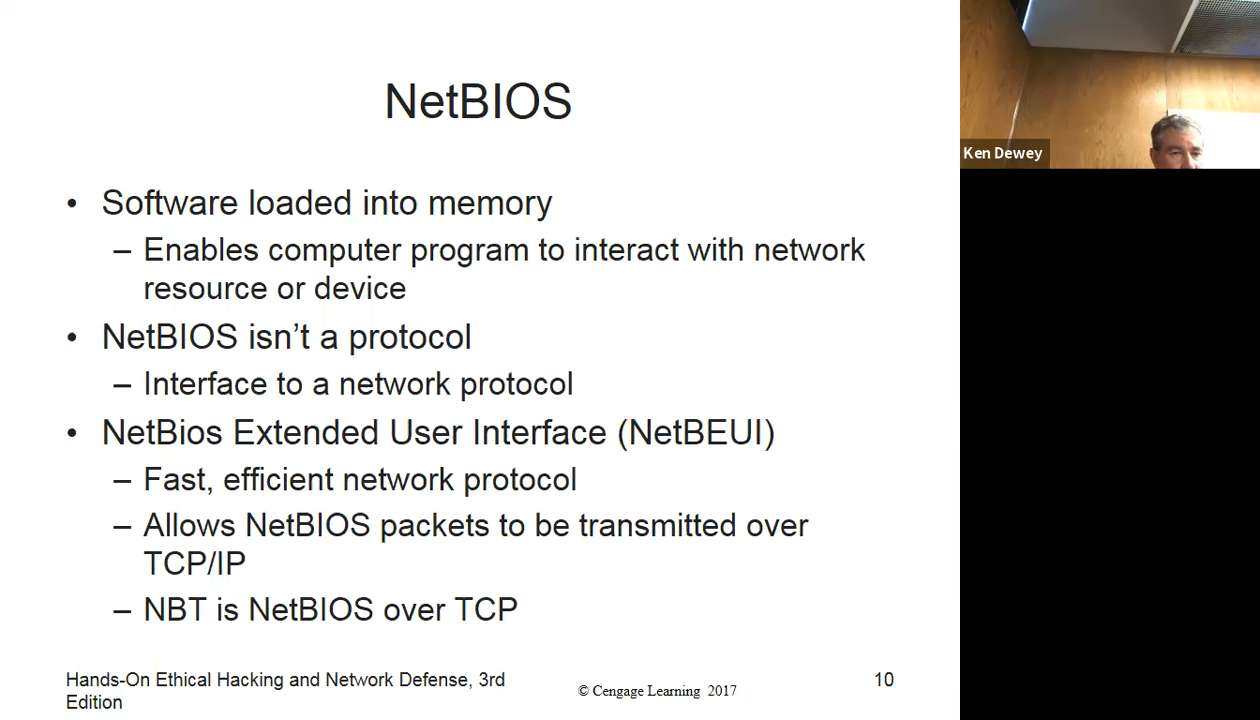 NetBIOS
• Software loaded into memory
– Enables computer program to interact with network
resource or device
• NetBIOS isn’t a protocol
– Interface to a network protocol
• NetBios Extended User Interface (NetBEUI)
– Fast, efficient network protocol
– Allows NetBIOS packets to be transmitted over
TCP/IP
– NBT is NetBIOS over TCP
Hands-On Ethical Hacking and Network Defense, 3rd
Edition
© Cengage Learning 2017
10
Ken Dewey